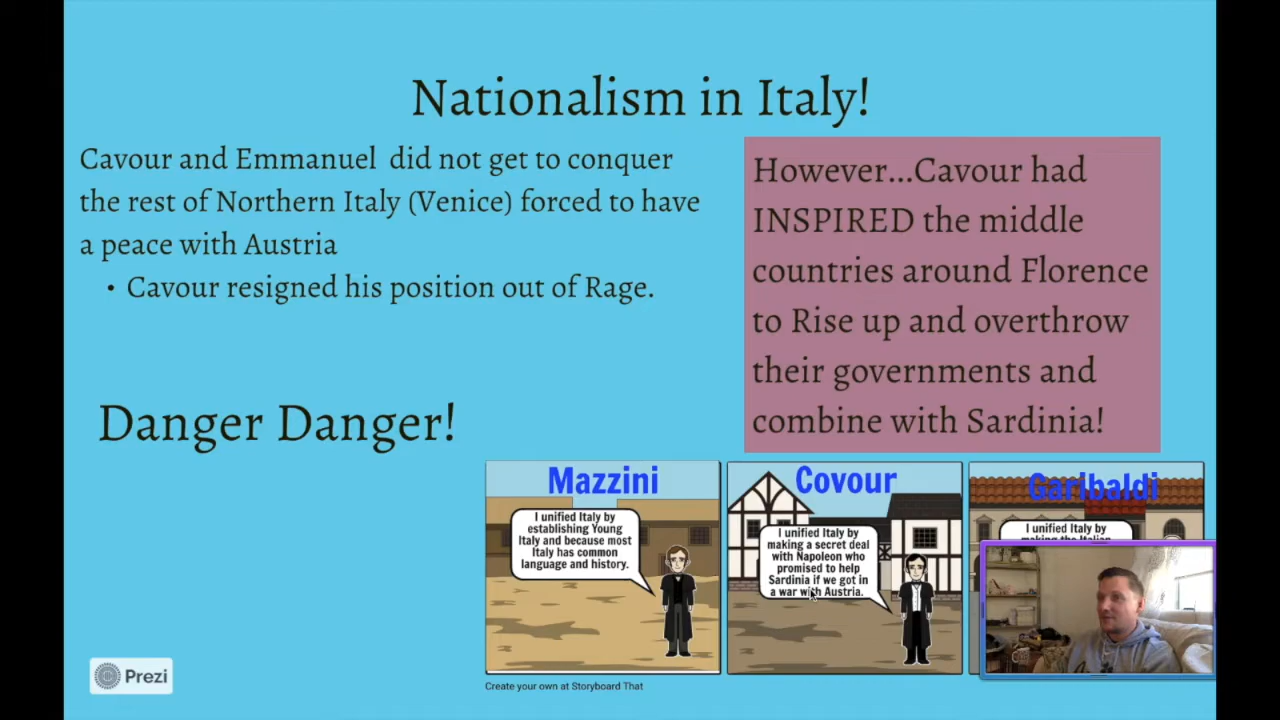 Nationalism in Italy!
Cavour and Emmanuel did not get to conquer
the rest of Northern Italy (Venice) forced to have
a peace with Austria
• Cavour resigned his position out of Rage.
Danger Danger!
However...Cavour had
INSPIRED the middle
countries around Florence
to Rise up and overthrow
their governments and
combine with Sardinia!
Mazzini
I unified Italy by
establishing Young
Italy and because most
Italy has common
language and history.
Covour
I unified Italy by
making a secret deal
with Napoleon who
promised to help
Sardinia if we got in
a war with Austria.
Garibaldi
I unified Italy by
making the Italian
Create your own at Storyboard That
Prezi